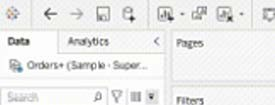 Data Analytics
Pages
Orders+ (Sample - Super...
Search
Filters